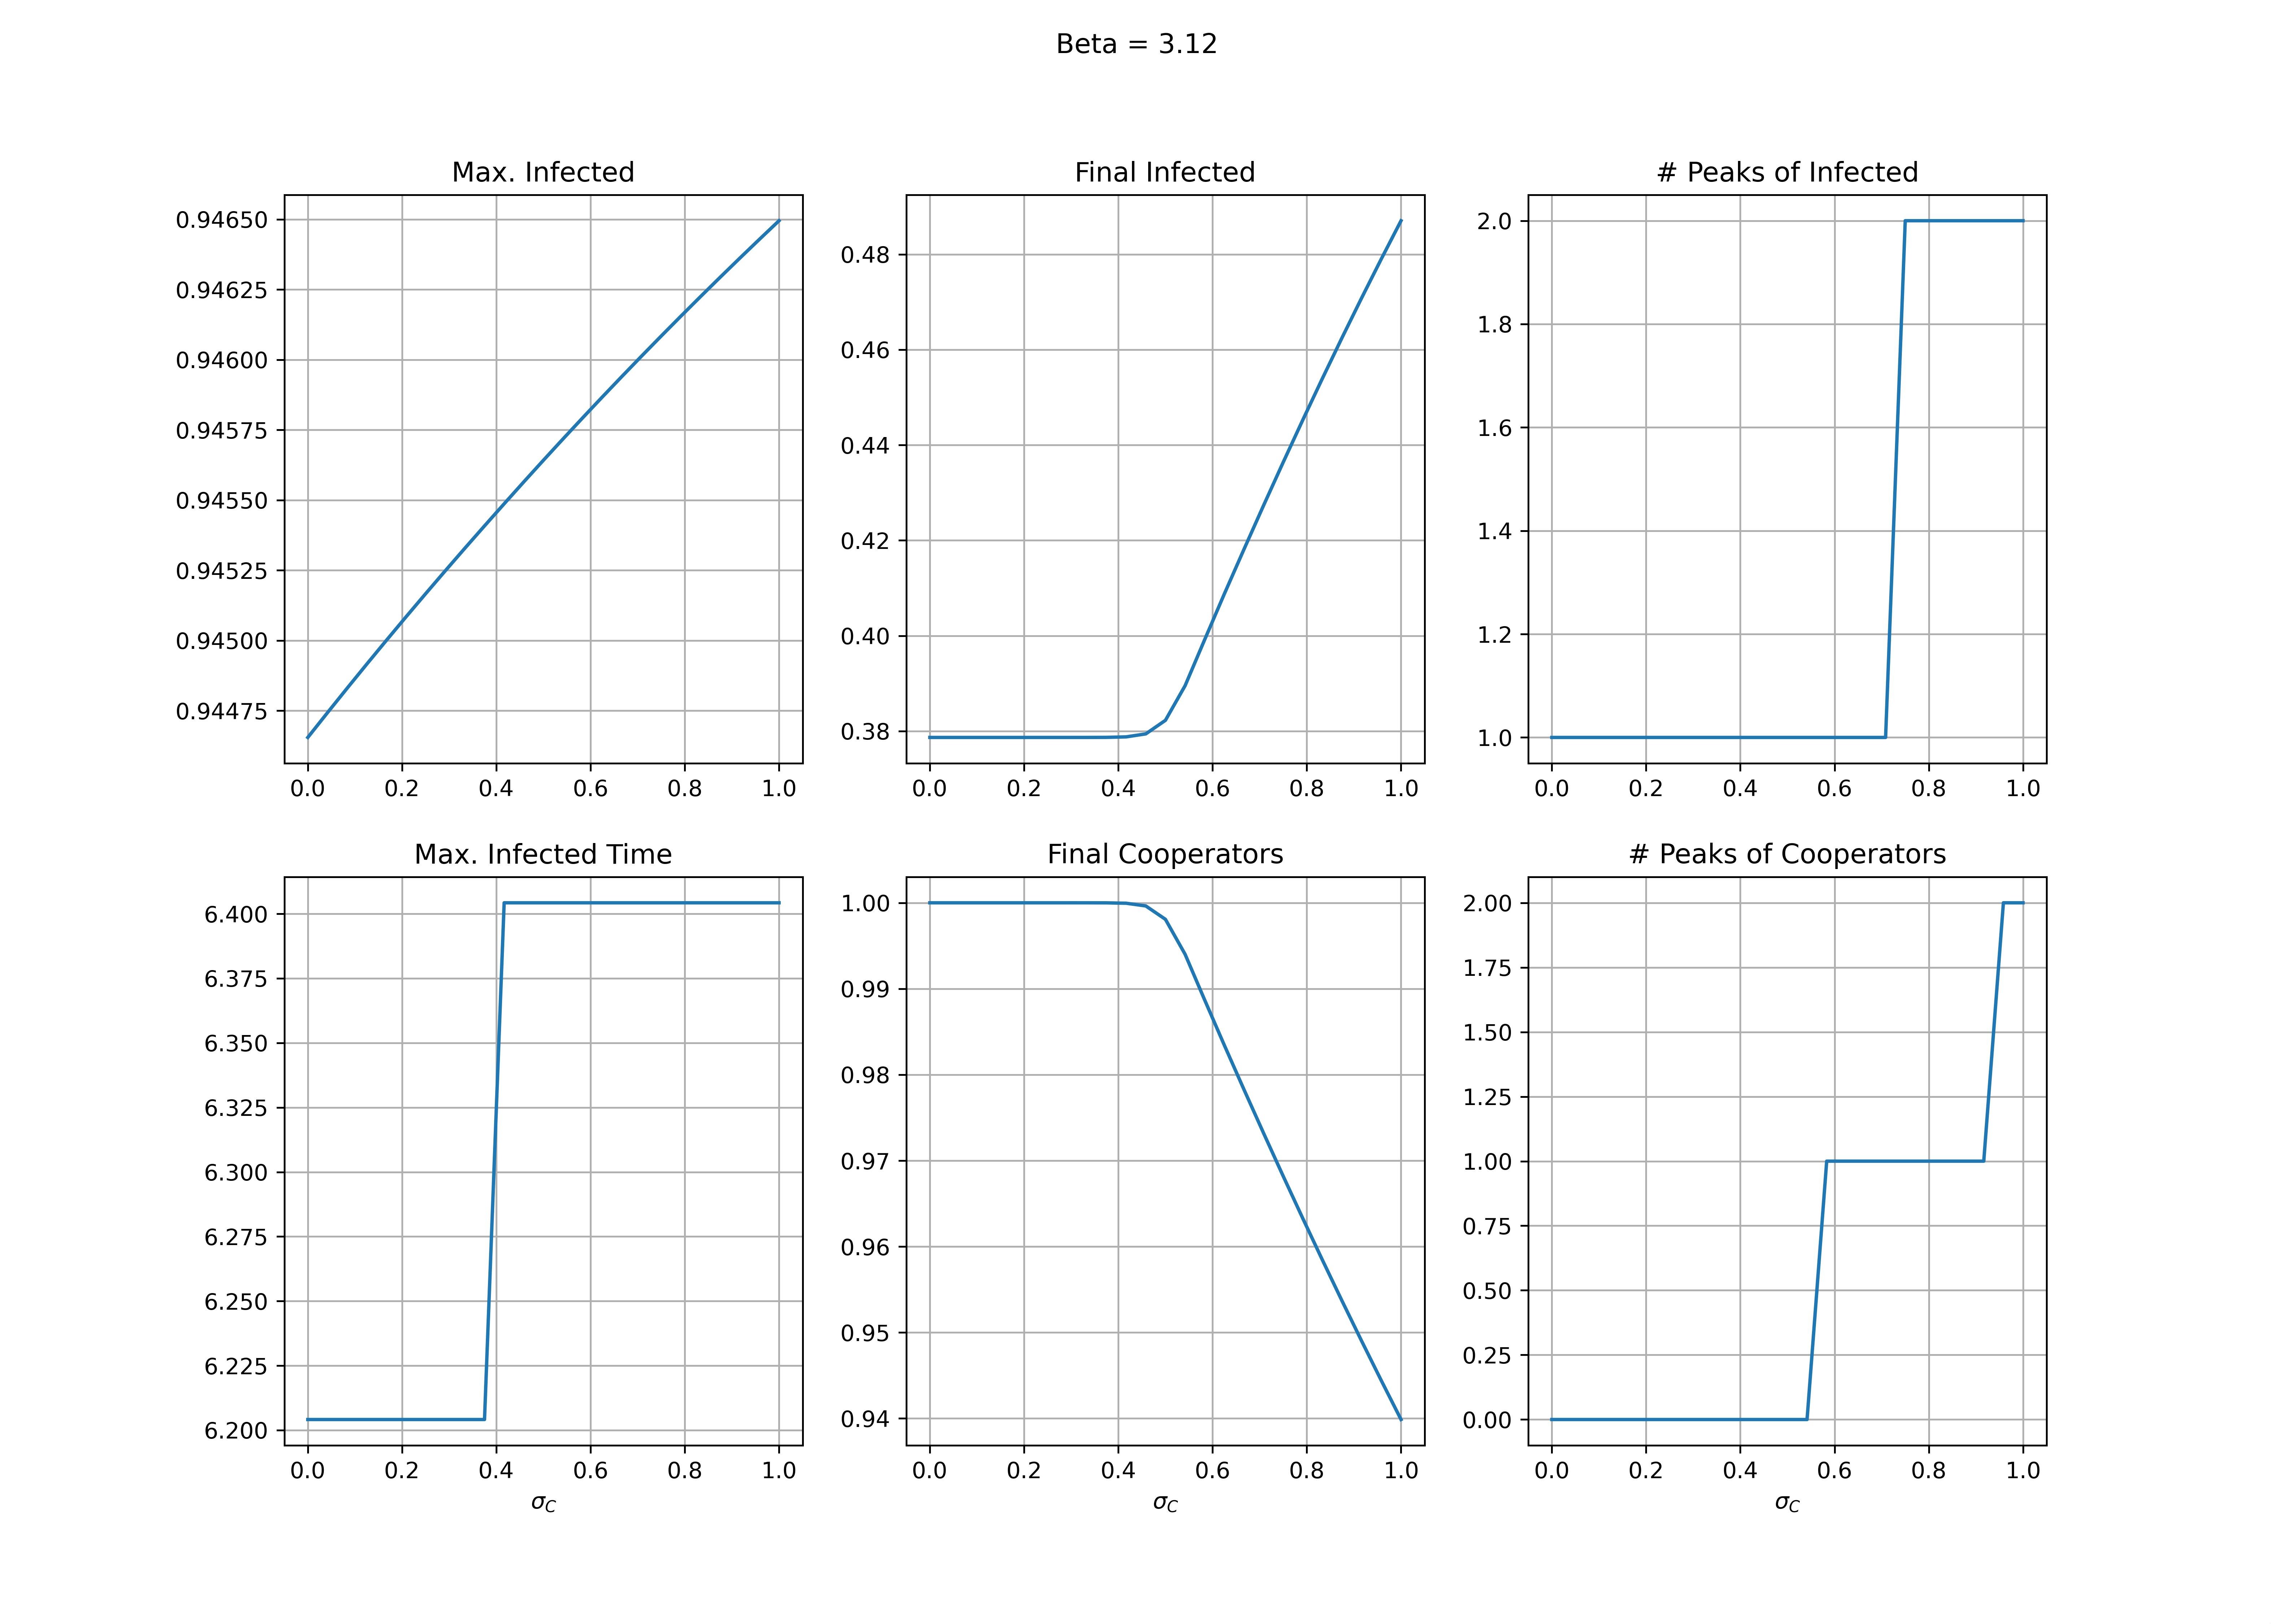 Beta = 3.12
Max. Infected
0.94650
0.94625
0.94600
0.94575
0.94550
0.94525
0.94500
0.94475
0.0 0.2 0.4 0.6 0.8 1.0
Final Infected
0.48
0.46
0.44
0.42
0.40
0.38
0.0 0.2 0.4 0.6 0.8 1.0
# Peaks of Infected
2.0
1.8
1.6
1.4
1.2
1.0
0.0 0.2 0.4 0.6 0.8 1.0
Max. Infected Time
6.400
6.375
6.350
6.325
6.300
6.275
6.250
6.225
6.200
0.0 0.2 0.4 0.6 0.8 1.0
σC
Final Cooperators
1.00
0.99
0.98
0.97
0.96
0.95
0.94
0.0 0.2 0.4 0.6 0.8 1.0
σC
# Peaks of Cooperators
2.00
1.75
1.50
1.25
1.00
0.75
0.50
0.25
0.00
0.0 0.2 0.4 0.6 0.8 1.0
σC